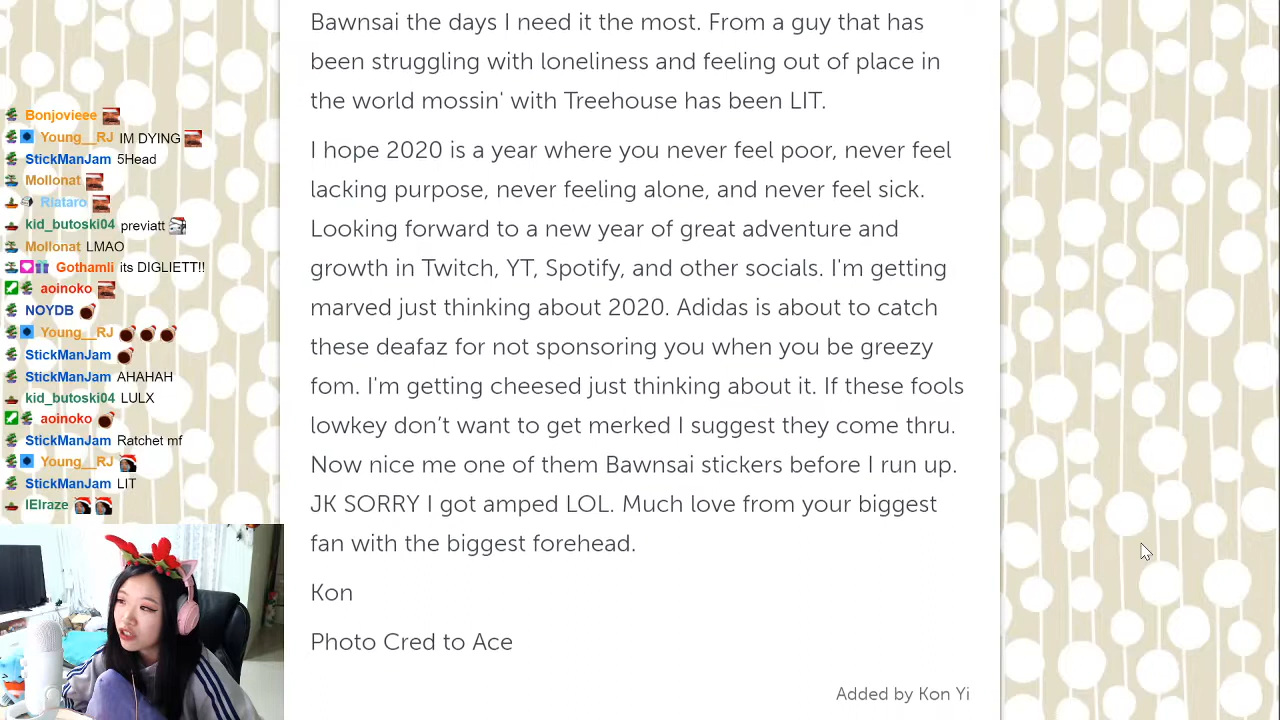 Bonjovieee
Young__RJ IM DYING
StickManJam 5Head
Mollonat
Riataro
kid_butoski04 previatt
Mollonat LMAO
Gothamli its DIGLIETT!!
aoinoko
NOYDB
Young__RJ
StickManJam
StickManJam AHAHAH
kid_butoski04 LULX
aoinoko
StickManJam Ratchet mf
Young__RJ
StickManJam LIT
Bawnsai the days I need it the most. From a guy that has
been struggling with loneliness and feeling out of place in
the world mossin' with Treehouse has been LIT.
I hope 2020 is a year where you never feel poor, never feel
lacking purpose, never feeling alone, and never feel sick.
Looking forward to a new year of great adventure and
growth in Twitch, YT, Spotify, and other socials. I'm getting
marved just thinking about 2020. Adidas is about to catch
these deafaz for not sponsoring you when you be greezy
fom. I'm getting cheesed just thinking about it. If these fools
lowkey don’t want to get merked I suggest they come thru.
Now nice me one of them Bawnsai stickers before I run up.
JK SORRY I got amped LOL. Much love from your biggest
fan with the biggest forehead.
Kon
Photo Cred to Ace
Added by Kon Yi